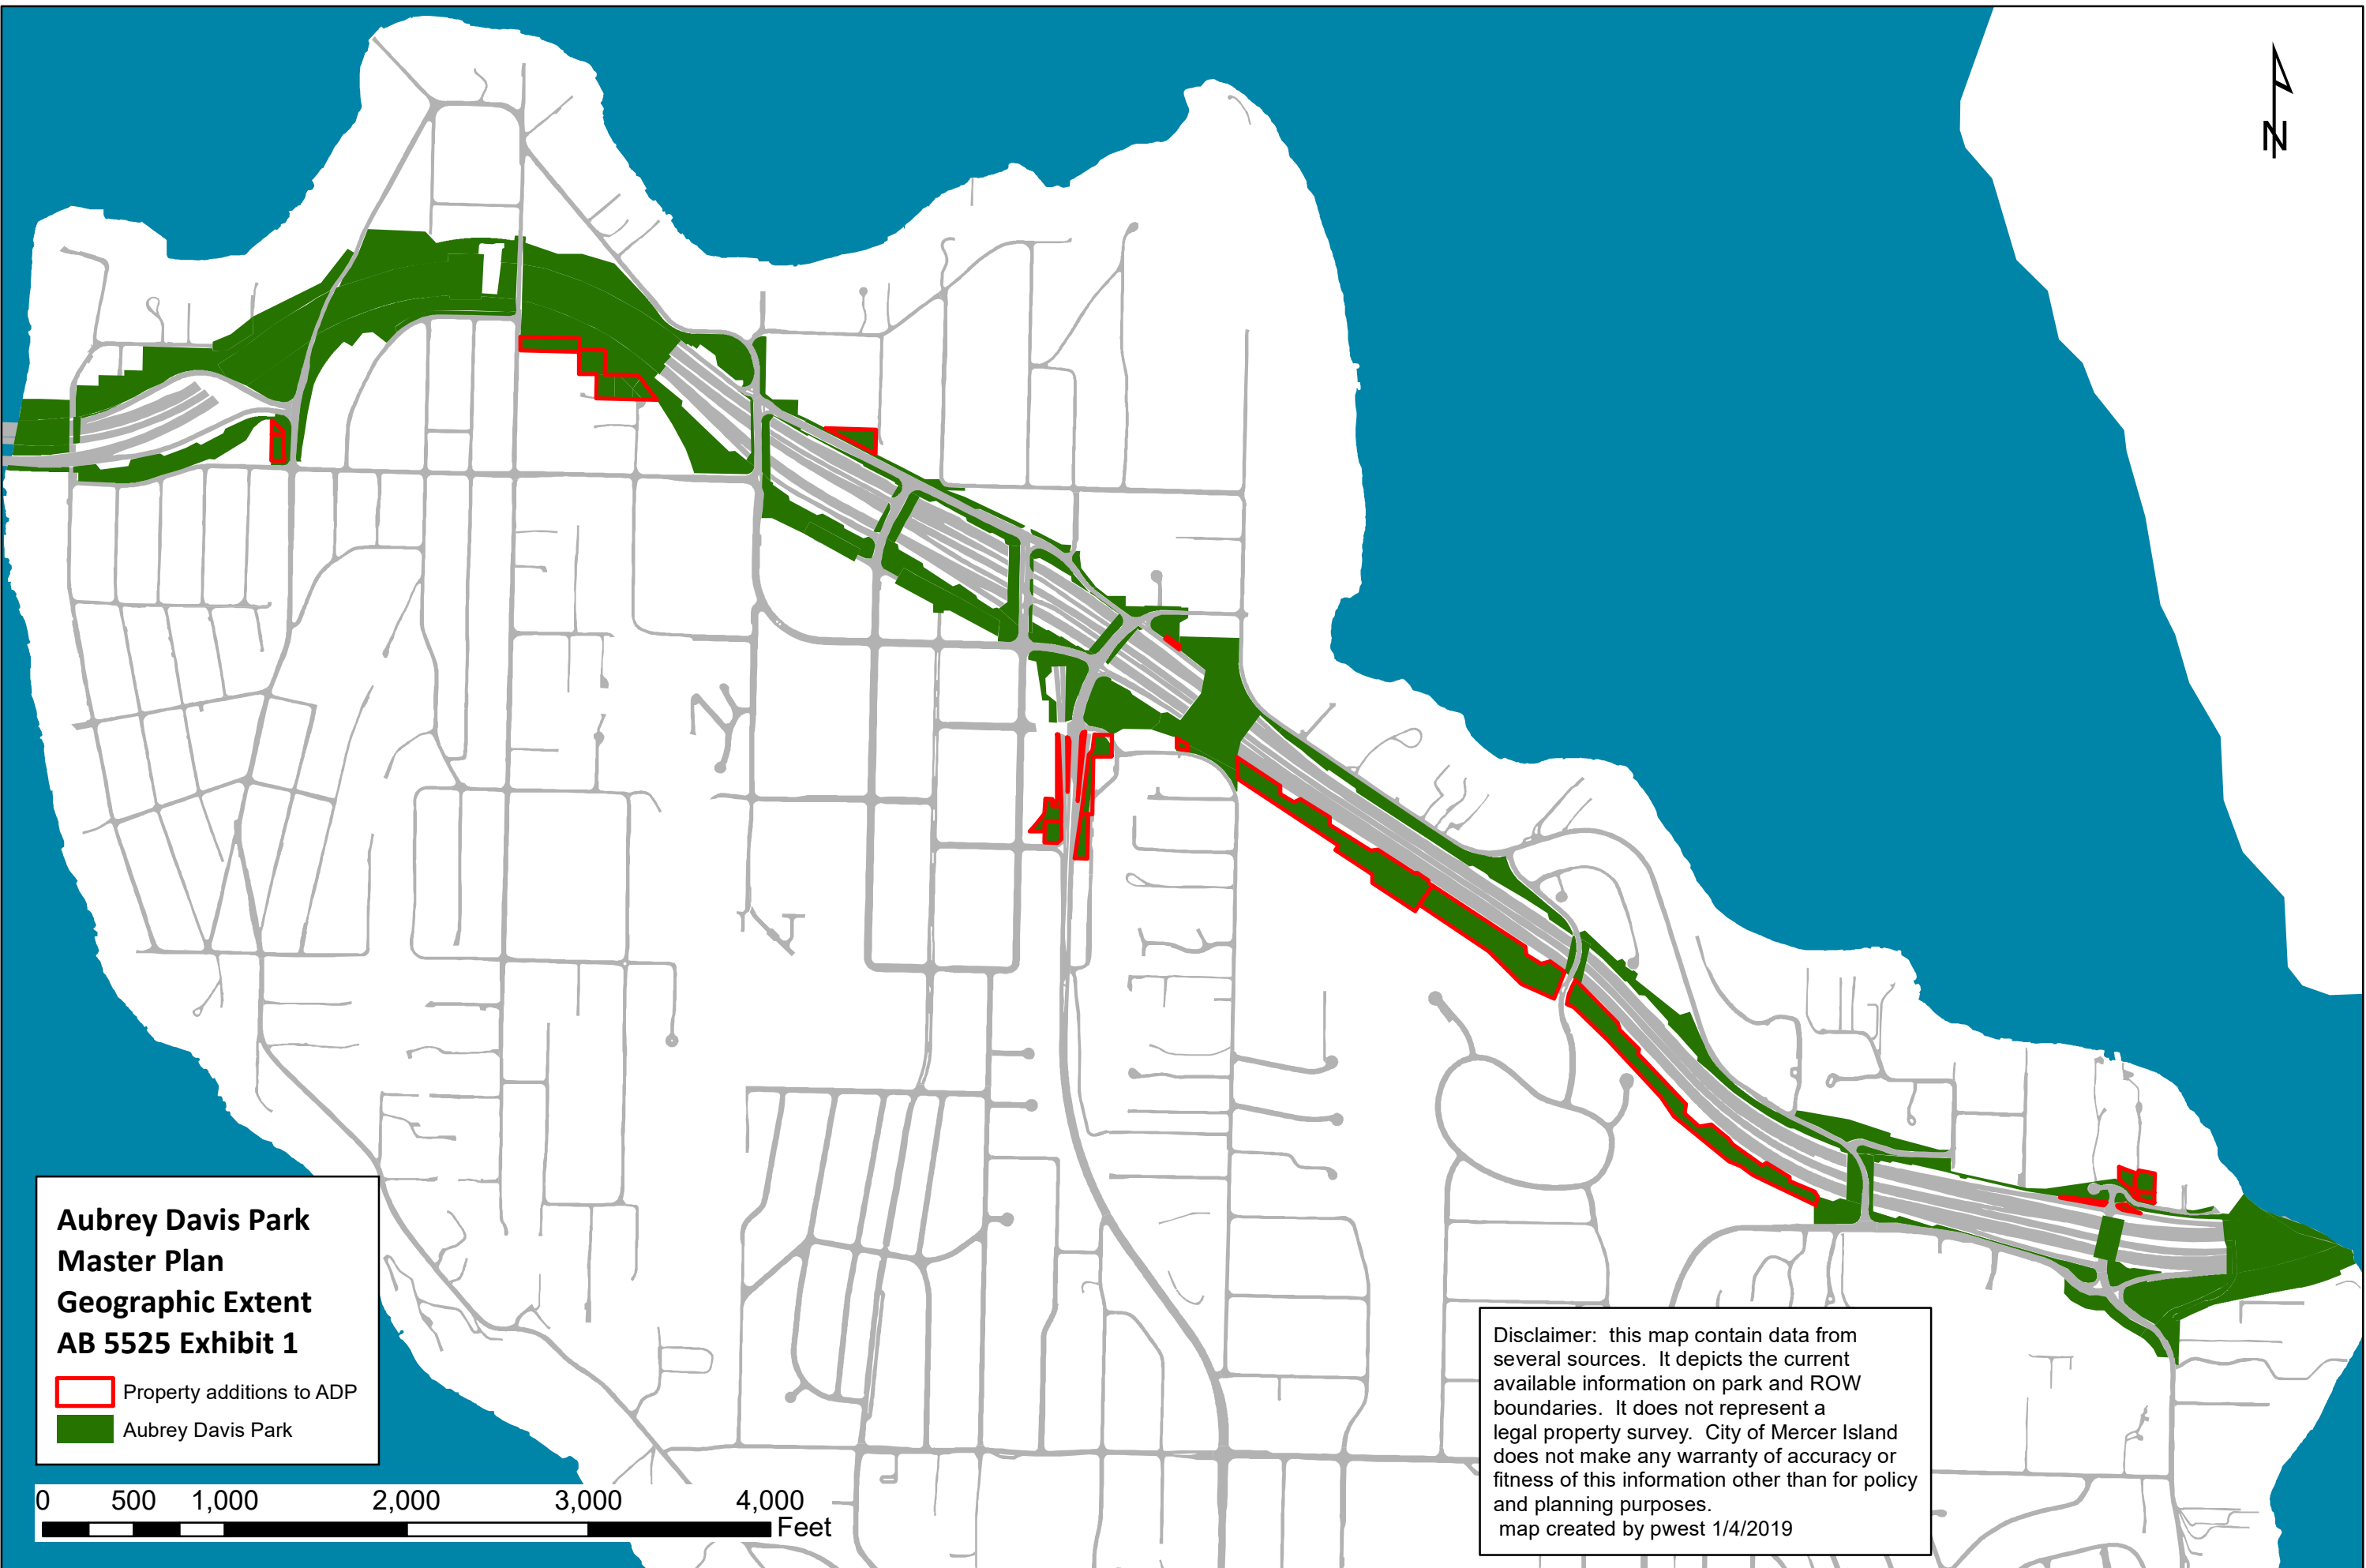 N
Aubrey Davis Park
Master Plan
Geographic Extent
AB 5525 Exhibit 1
Property additions to ADP
Aubrey Davis Park
0 500 1,000 2,000 3,000 4,000
Feet
Disclaimer: this map contain data from
several sources. It depicts the current
available information on park and ROW
boundaries. It does not represent a
legal property survey. City of Mercer Island
does not make any warranty of accuracy or
fitness of this information other than for policy
and planning purposes.
map created by pwest 1/4/2019